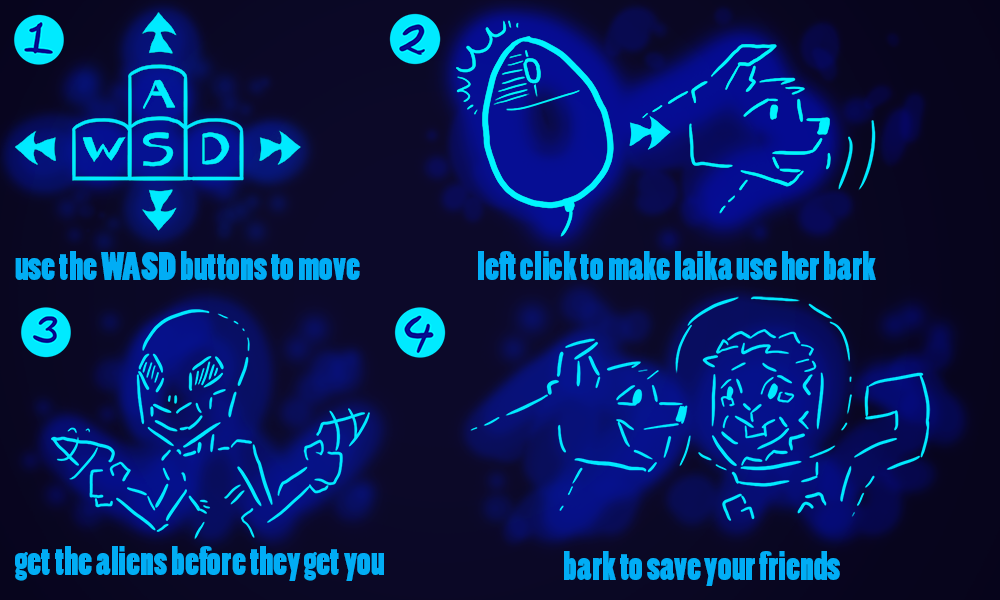 1
A
W S D
use the WASD buttons to move
2
left click to make laika use her bark
3
get the aliens before they get you
4
bark to save your friends